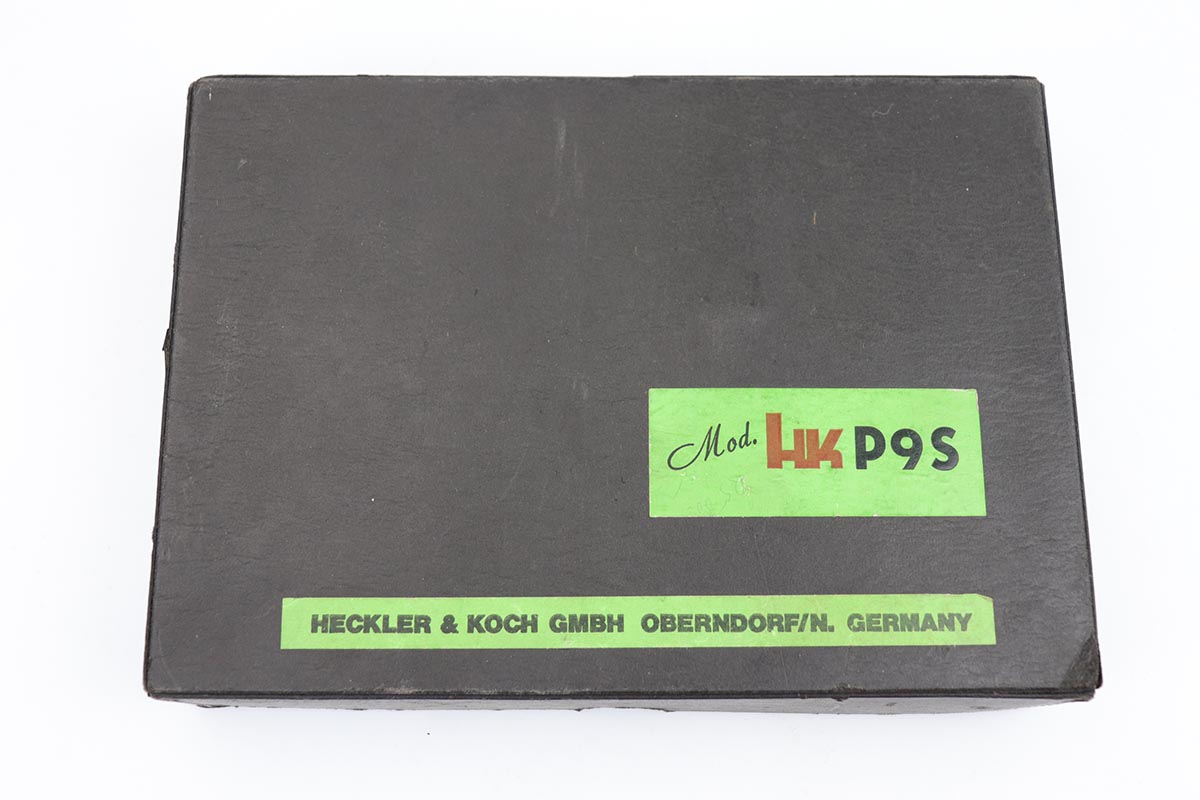 Mod. HK P9S
HECKLER & KOCH GMBH OBERNDORF/N. GERMANY